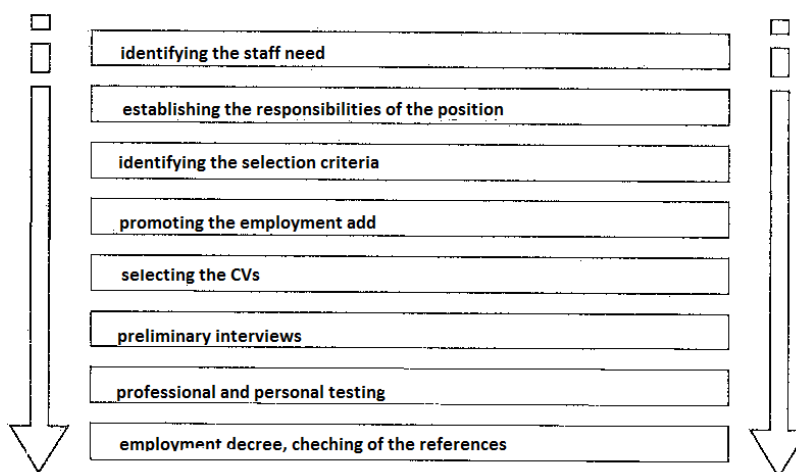 identifying the staff need
establishing the responsibilities of the position
identifying the selection criteria
promoting the employment add
selecting the CVs
preliminary interviews
professional and personal testing
employment decree, cheching of the references